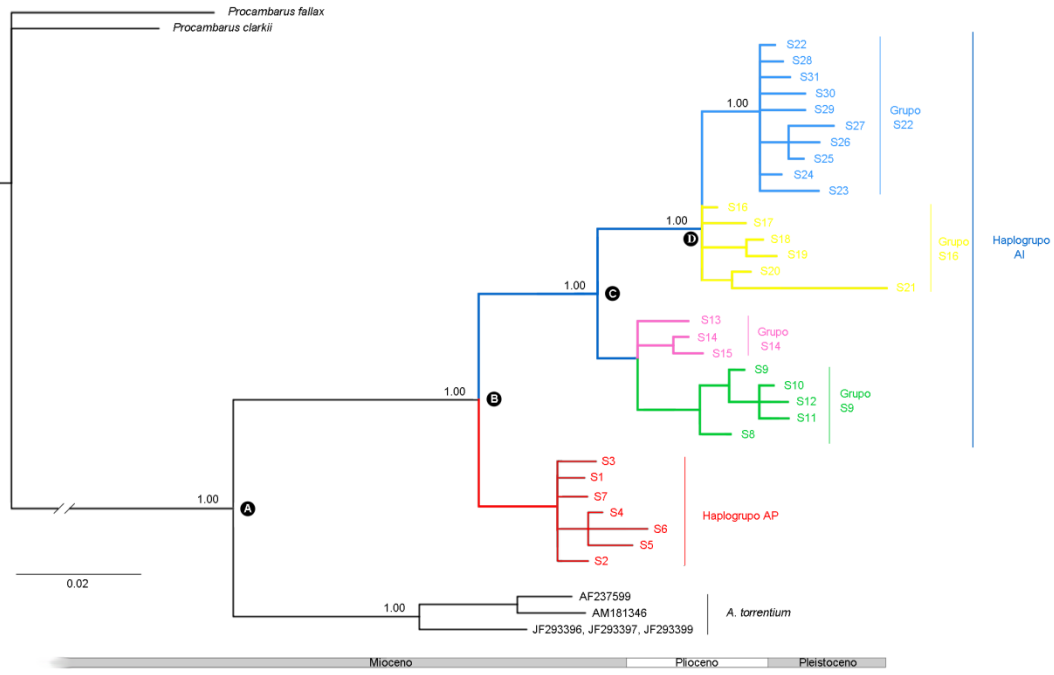 Procambarus fallax
Procambarus clarkii
S22
S28
S31
S30
1.00
S29
Grupo
S22
S27
S26
S25
S24
S23
S16
1.00
S17
D
S18
Grupo
S16
S19
Haplogrupo
AI
S20
S21
1.00
C
S13
Grupo
S14
S14
S15
S9
S10
Grupo
S9
1.00
B
S12
S11
S8
S3
S1
1.00
S7
A
S4
Haplogrupo AP
S6
S5
S2
0.02
AF237599
1.00
AM181346
A. torrentium
JF293396, JF293397, JF293399
Mioceno
Plioceno
Pleistoceno